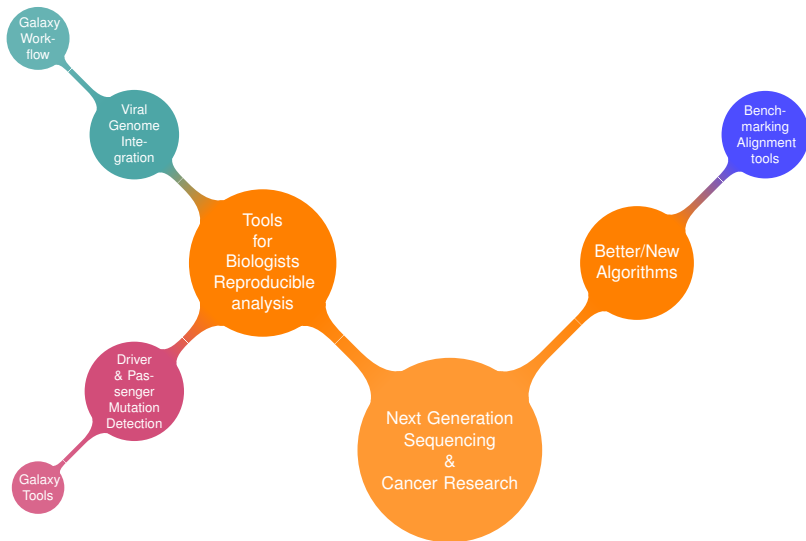 Galaxy
Work-
flow
Viral
Genome
Inte-
gration
Bench-
marking
Alignment
tools
Tools
for
Biologists
Reproducible
analysis
Better/New
Algorithms
Driver
& Pas-
senger
Mutation
Detection
Next Generation
Sequencing
&
Cancer Research
Galaxy
Tools